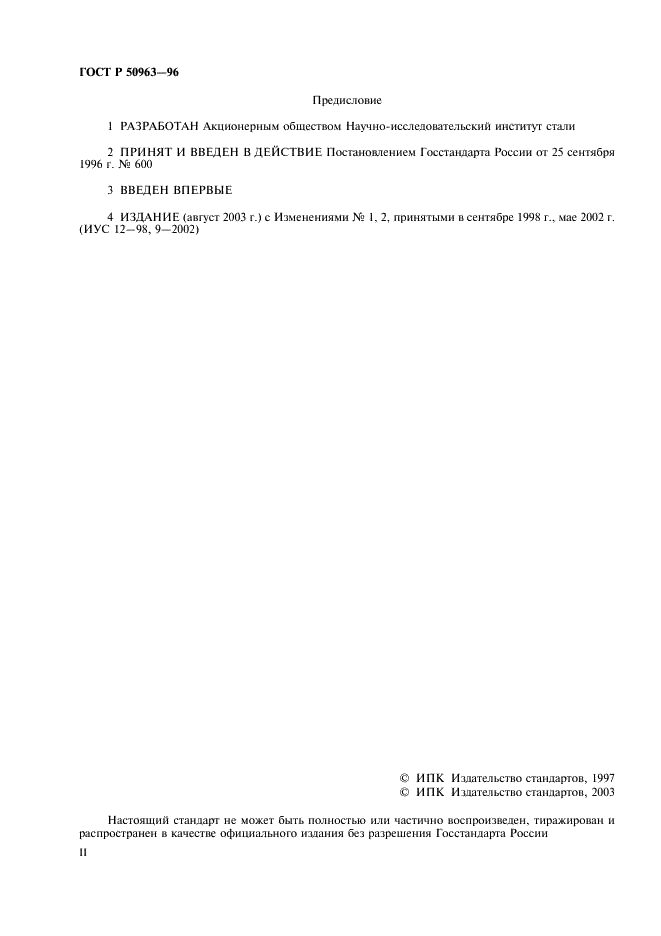 ГОСТ Р 50963—96
Предисловие
1 РАЗРАБОТАН Акционерным обществом Научно-исследовательский институт стали
2 ПРИНЯТ И ВВЕДЕН В ДЕЙСТВИЕ Постановлением Госстандарта России от 25 сентября
1996 г. № 600
3 ВВЕДЕН ВПЕРВЫЕ
4 ИЗДАНИЕ (август 2003 г.) с Изменениями № 1, 2, принятыми в сентябре 1998 г., мае 2002 г.
(ИУС 12—98, 9—2002)
© ИПК Издательство стандартов, 1997
© ИПК Издательство стандартов, 2003
Настоящий стандарт не может быть полностью или частично воспроизведен, тиражирован и
распространен в качестве официального издания без разрешения Госстандарта России
II